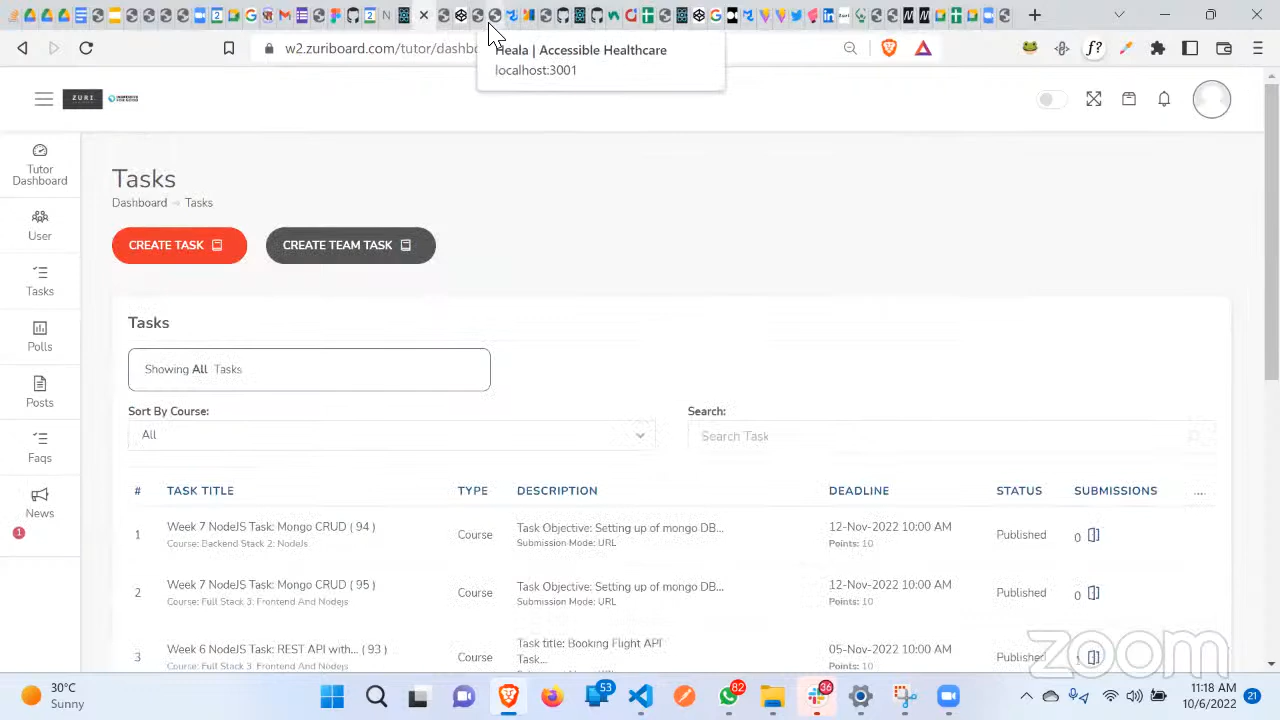 w2.zuriboard.com/tutor/dashbo
Heala | Accessible Healthcare
localhost:3001
ZURI
Tutor
Dashboard
User
Tasks
Polls
Posts
Faqs
News
1
Tasks
Dashboard → Tasks
CREATE TASK
CREATE TEAM TASK
Tasks
Showing All Tasks
Sort By Course:
Search:
All
Search Task
# TASK TITLE TYPE DESCRIPTION DEADLINE STATUS SUBMISSIONS ...
1 Week 7 NodeJS Task: Mongo CRUD ( 94 ) Course Task Objective: Setting up of mongo DB... 12-Nov-2022 10:00 AM Published 0
Course: Backend Stack 2: NodeJs Submission Mode: URL Points: 10
2 Week 7 NodeJS Task: Mongo CRUD ( 95 ) Course Task Objective: Setting up of mongo DB... 12-Nov-2022 10:00 AM Published 0
Course: Full Stack 3: Frontend And Nodejs Submission Mode: URL Points: 10
3 Week 6 NodeJS Task: REST API with... ( 93 ) Course Task title: Booking Flight API 05-Nov-2022 10:00 AM Published 0
Course: Full Stack 3: Frontend And Nodejs Task... Points: 10
zoom
30°C
Sunny
53
82
36
11:18 AM
10/6/2022
21